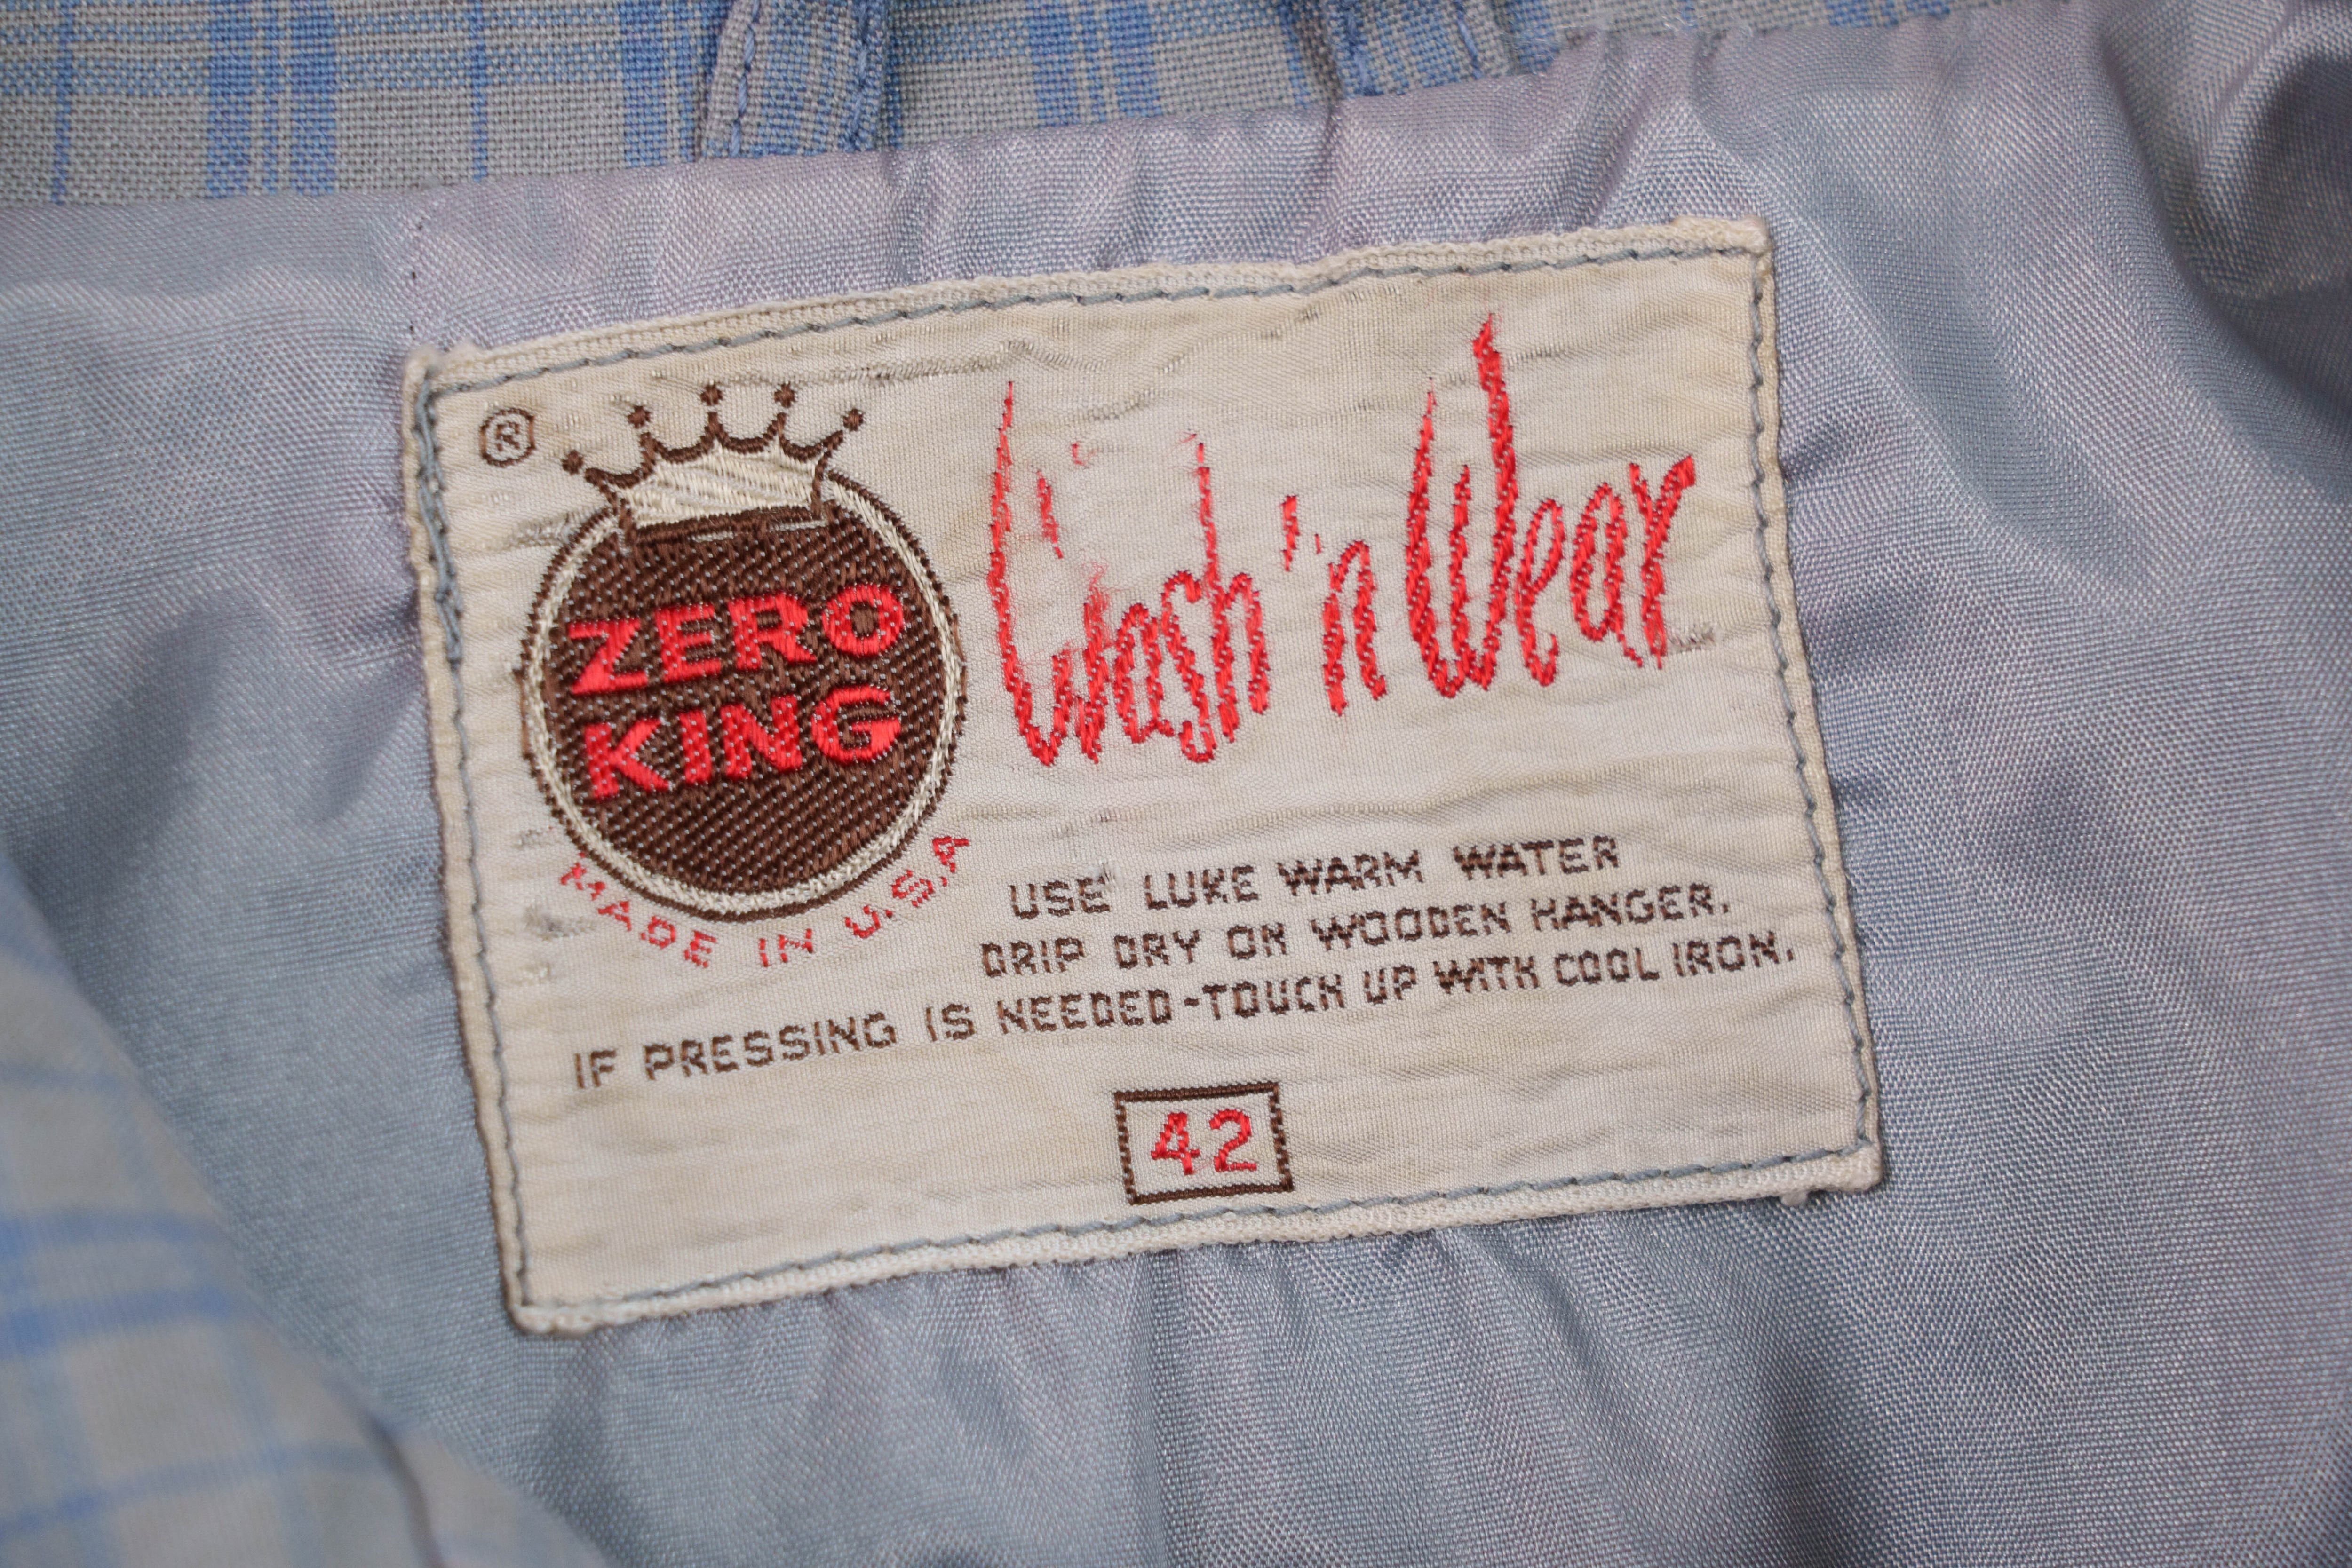 ®
ZERO
KING
MADE IN U.S.A
Wash 'n Wear
USE LUKE WARM WATER
DRIP DRY ON WOODEN HANGER.
IF PRESSING IS NEEDED-TOUCH UP WITH COOL IRON.
42